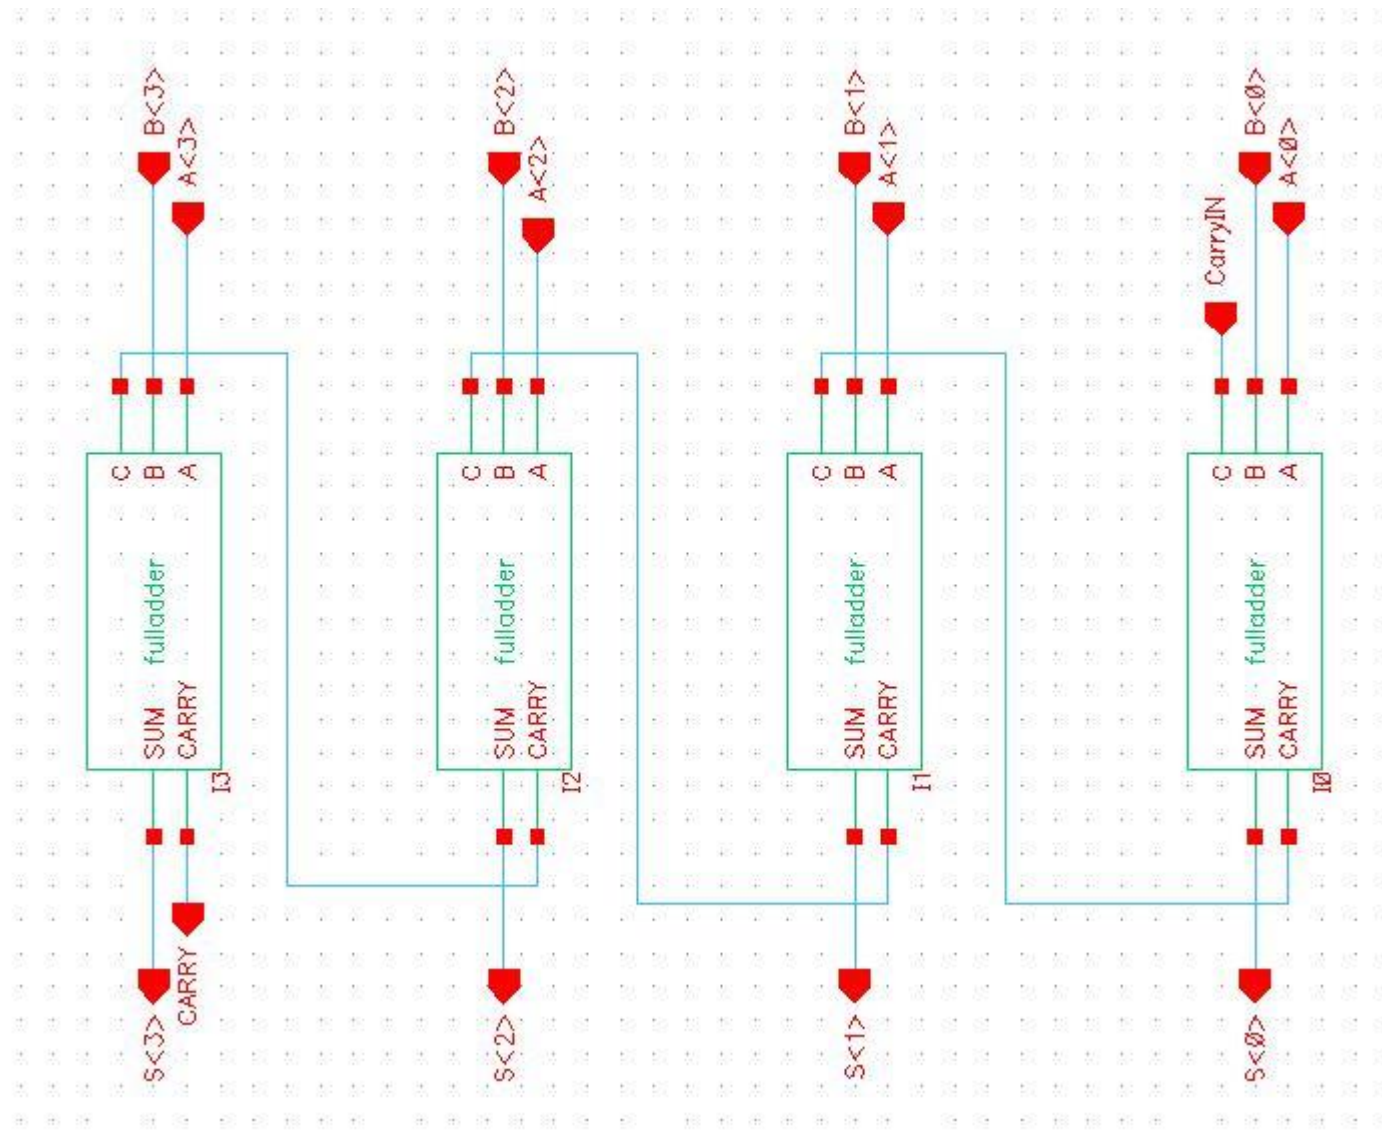 B<3>
A<3>
B<2>
A<2>
B<1>
A<1>
CarryIN
B<0>
A<0>
C
B
A
fulladder
SUM
CARRY
I3
C
B
A
fulladder
SUM
CARRY
I2
C
B
A
fulladder
SUM
CARRY
I1
C
B
A
fulladder
SUM
CARRY
I0
S<3>
CARRY
S<2>
S<1>
S<0>